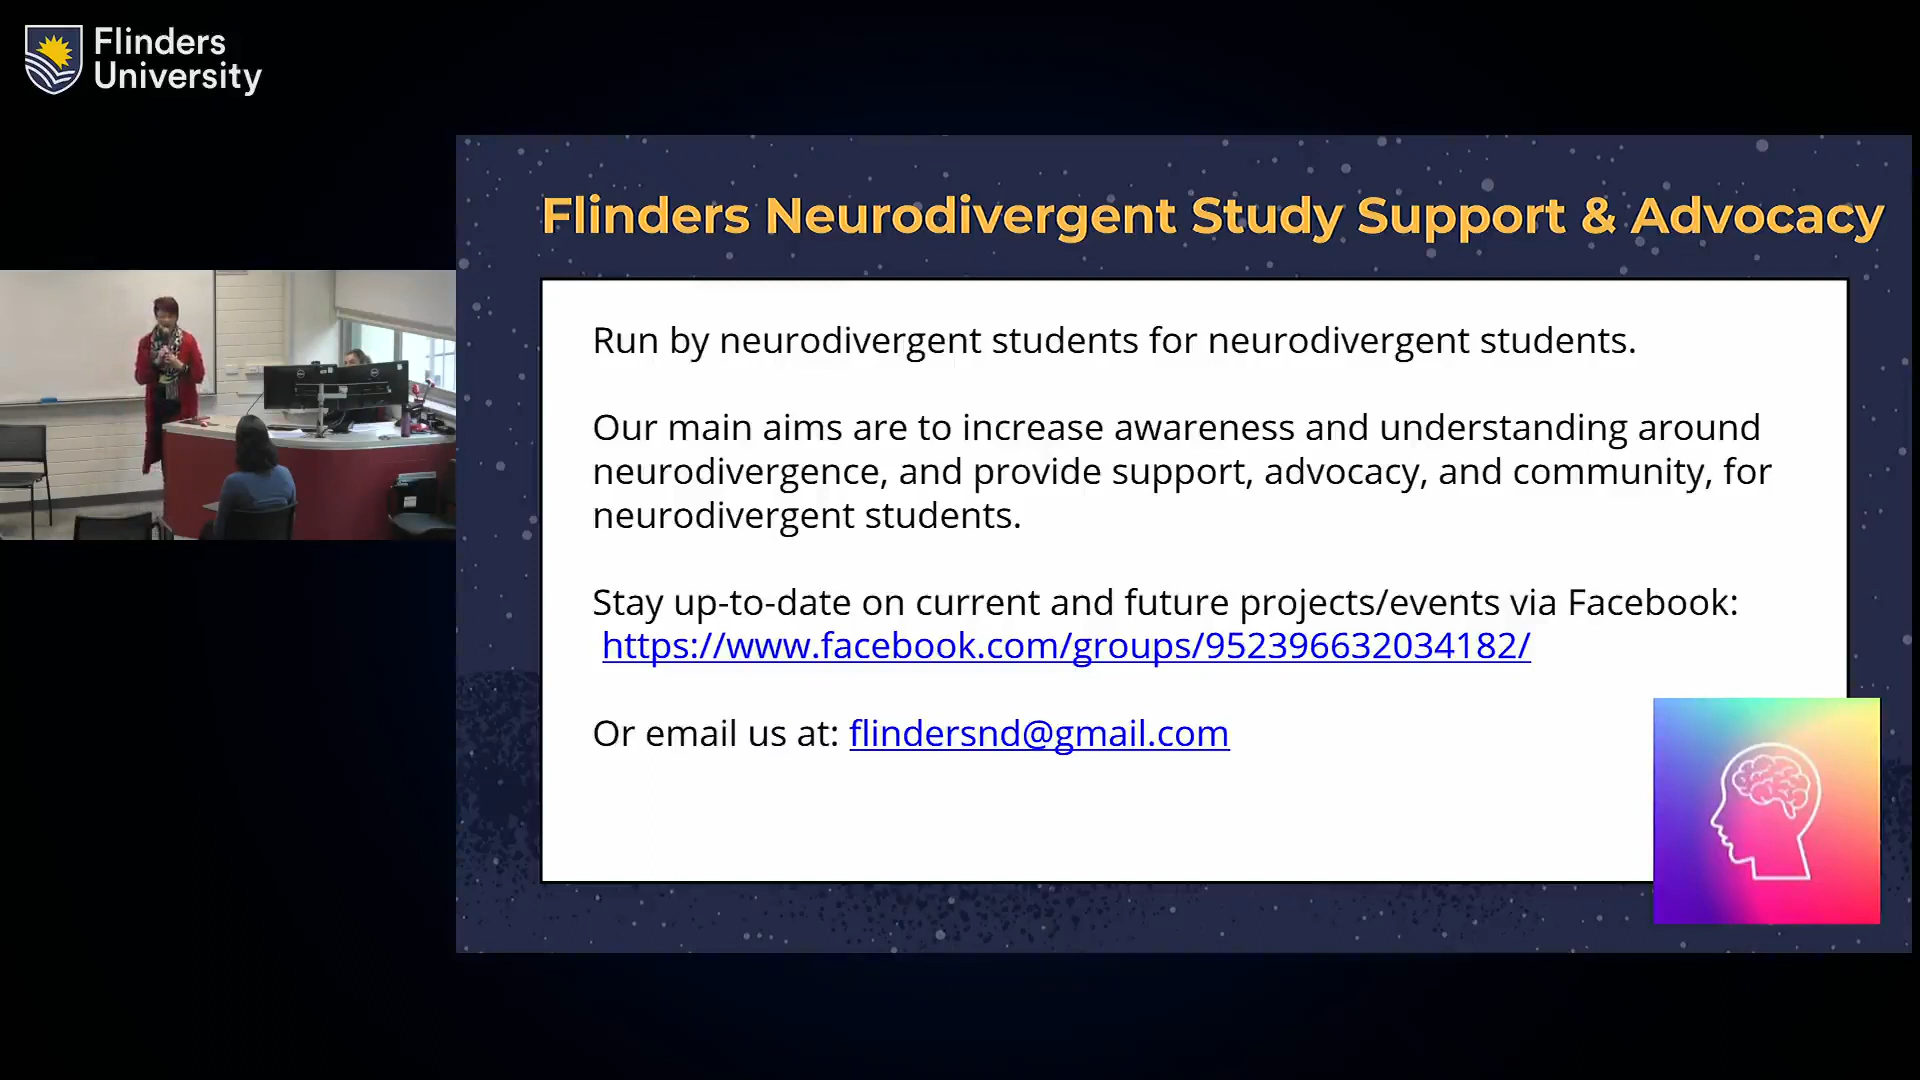 Flinders
University
Flinders Neurodivergent Study Support & Advocacy
Run by neurodivergent students for neurodivergent students.
Our main aims are to increase awareness and understanding around
neurodivergence, and provide support, advocacy, and community, for
neurodivergent students.
Stay up-to-date on current and future projects/events via Facebook:
https://www.facebook.com/groups/952396632034182/
Or email us at: flindersnd@gmail.com